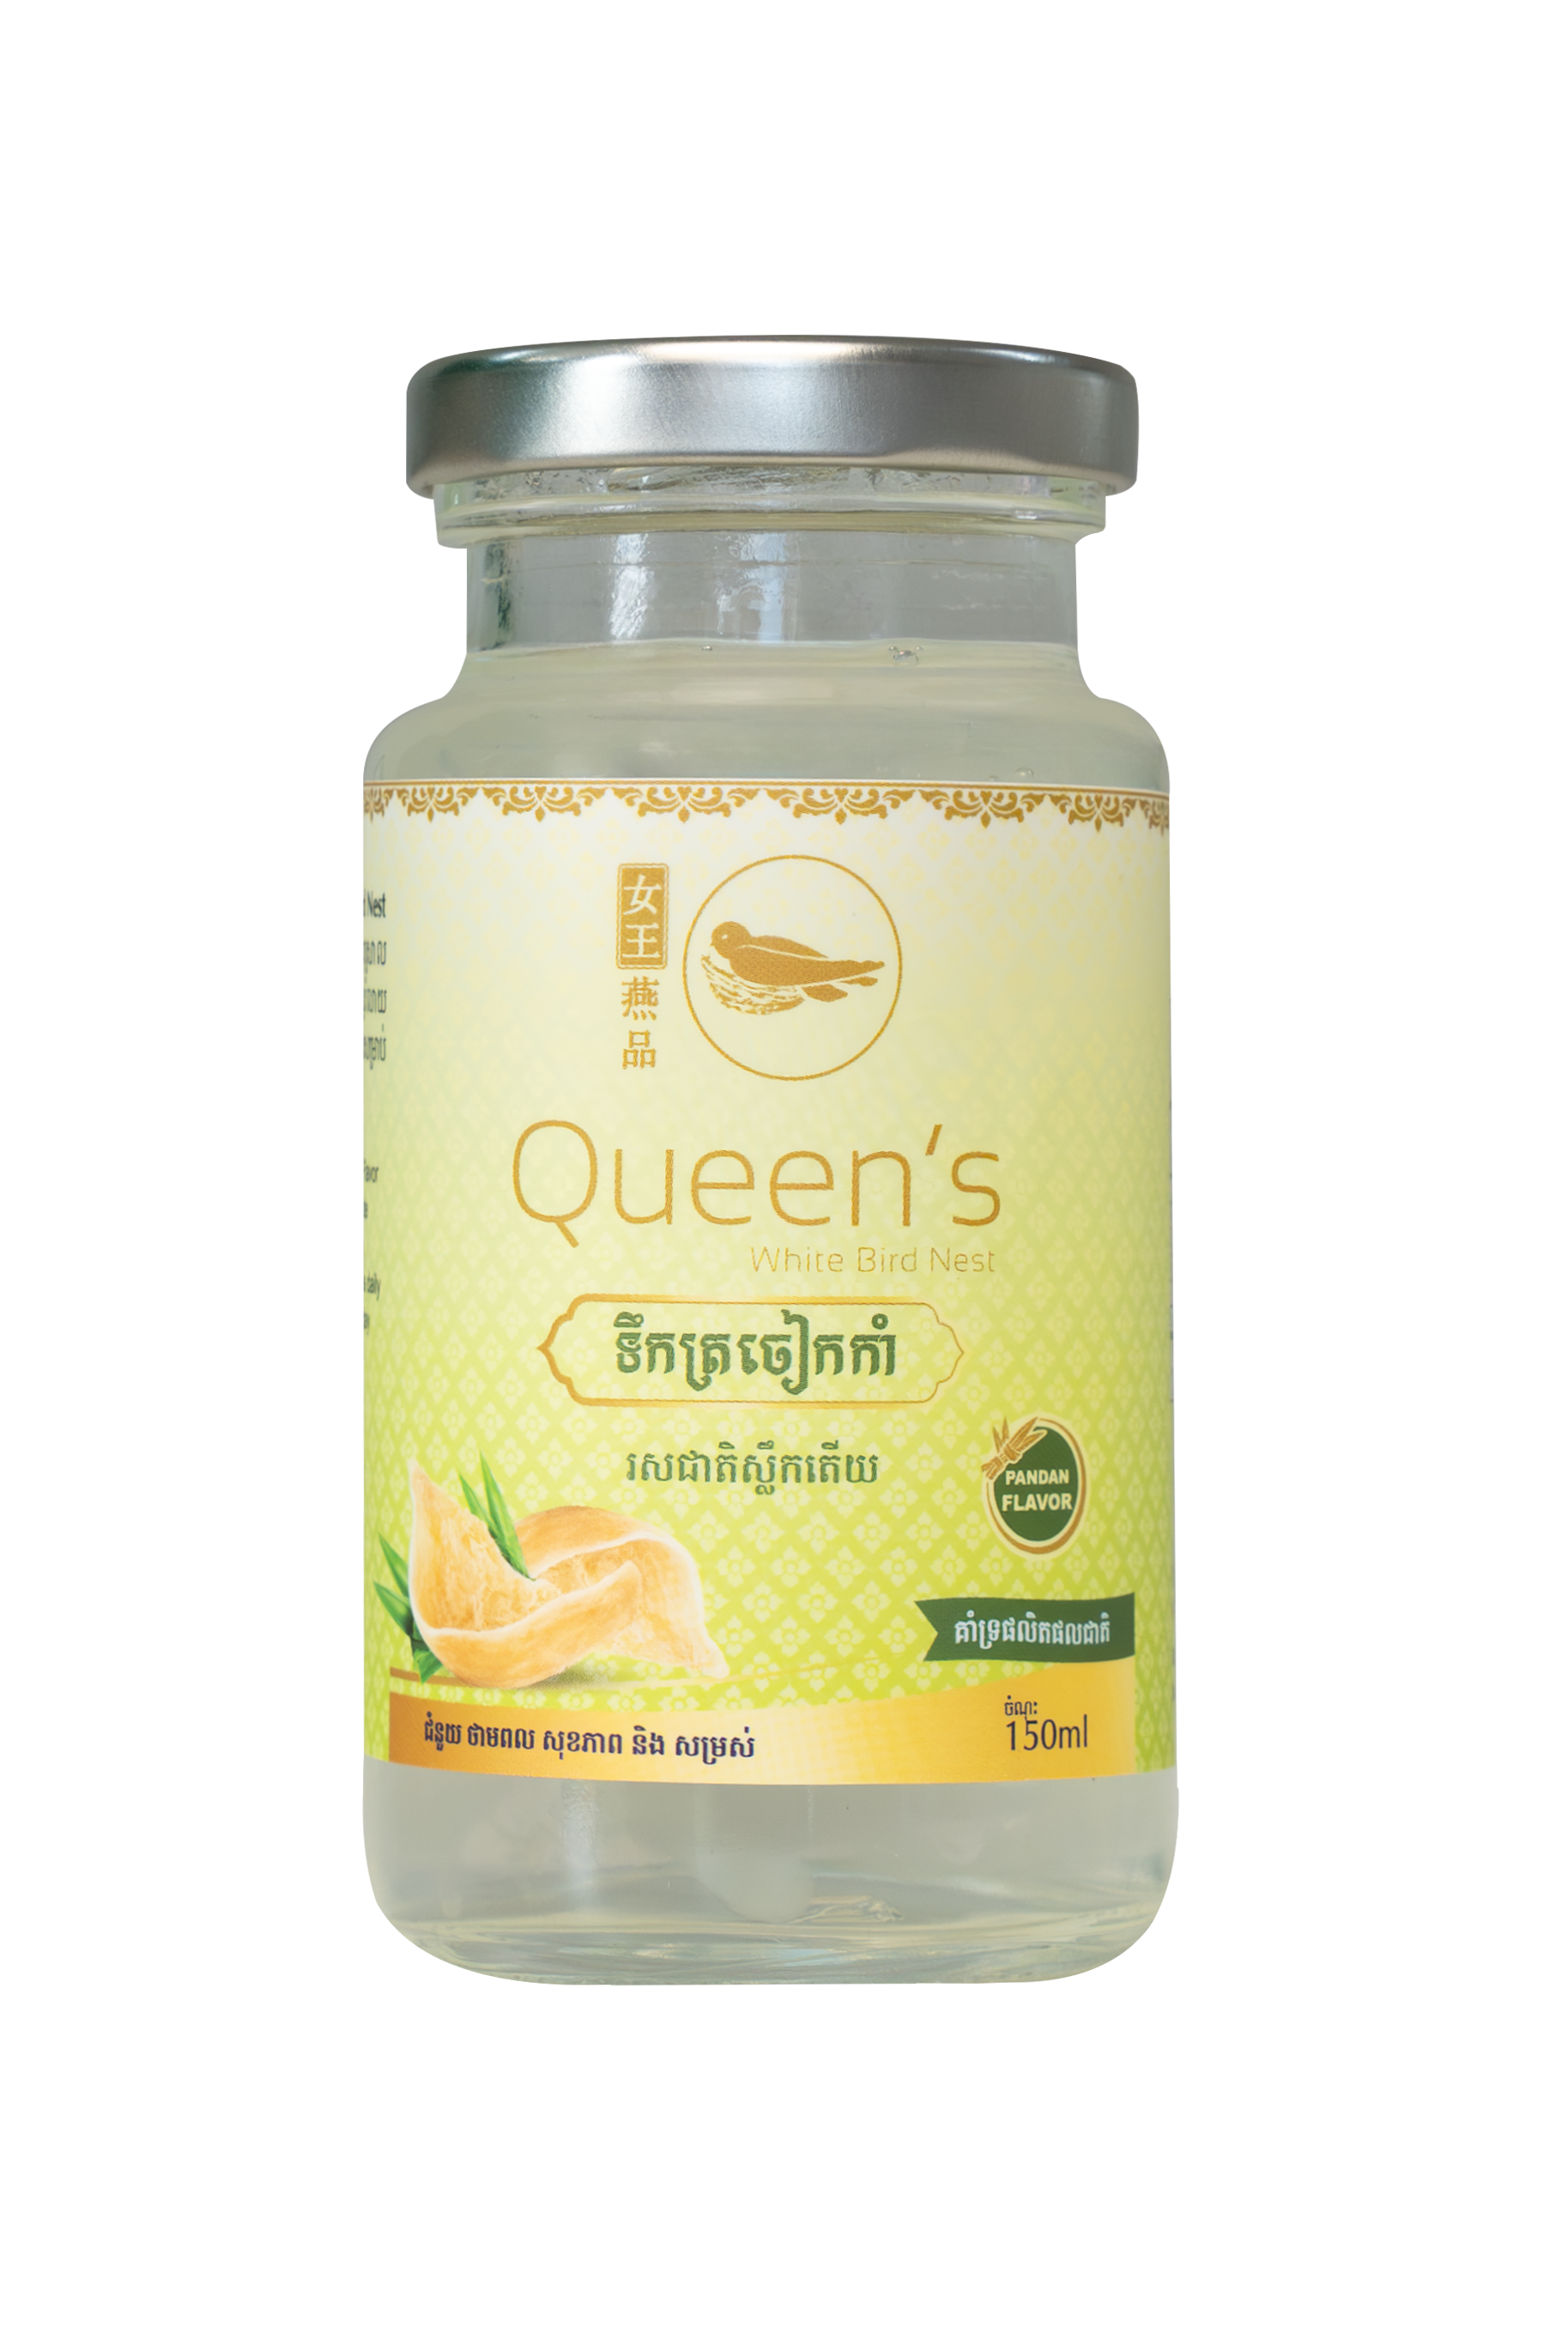 女王
燕品
Queen's
White Bird Nest
ទឹកត្រចៀកកាំ
រសជាតិស្លឹកតើយ
PANDAN
FLAVOR
គាំទ្រផលិតផលជាតិ
ជំនួយ ថាមពល សុខភាព និង សម្រស់
ចំណុះ
150ml
Nest
daily